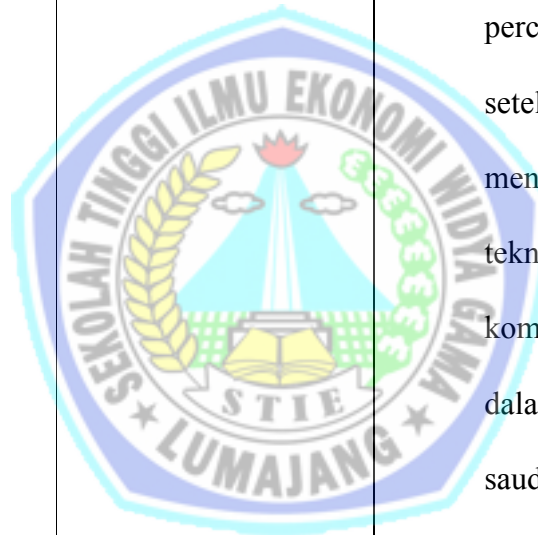 SEKOLAH TINGGI ILMU EKONOMI WIDYA GAMA
STIE
LUMAJANG
perc
setel
men
tekn
kom
dala
saud